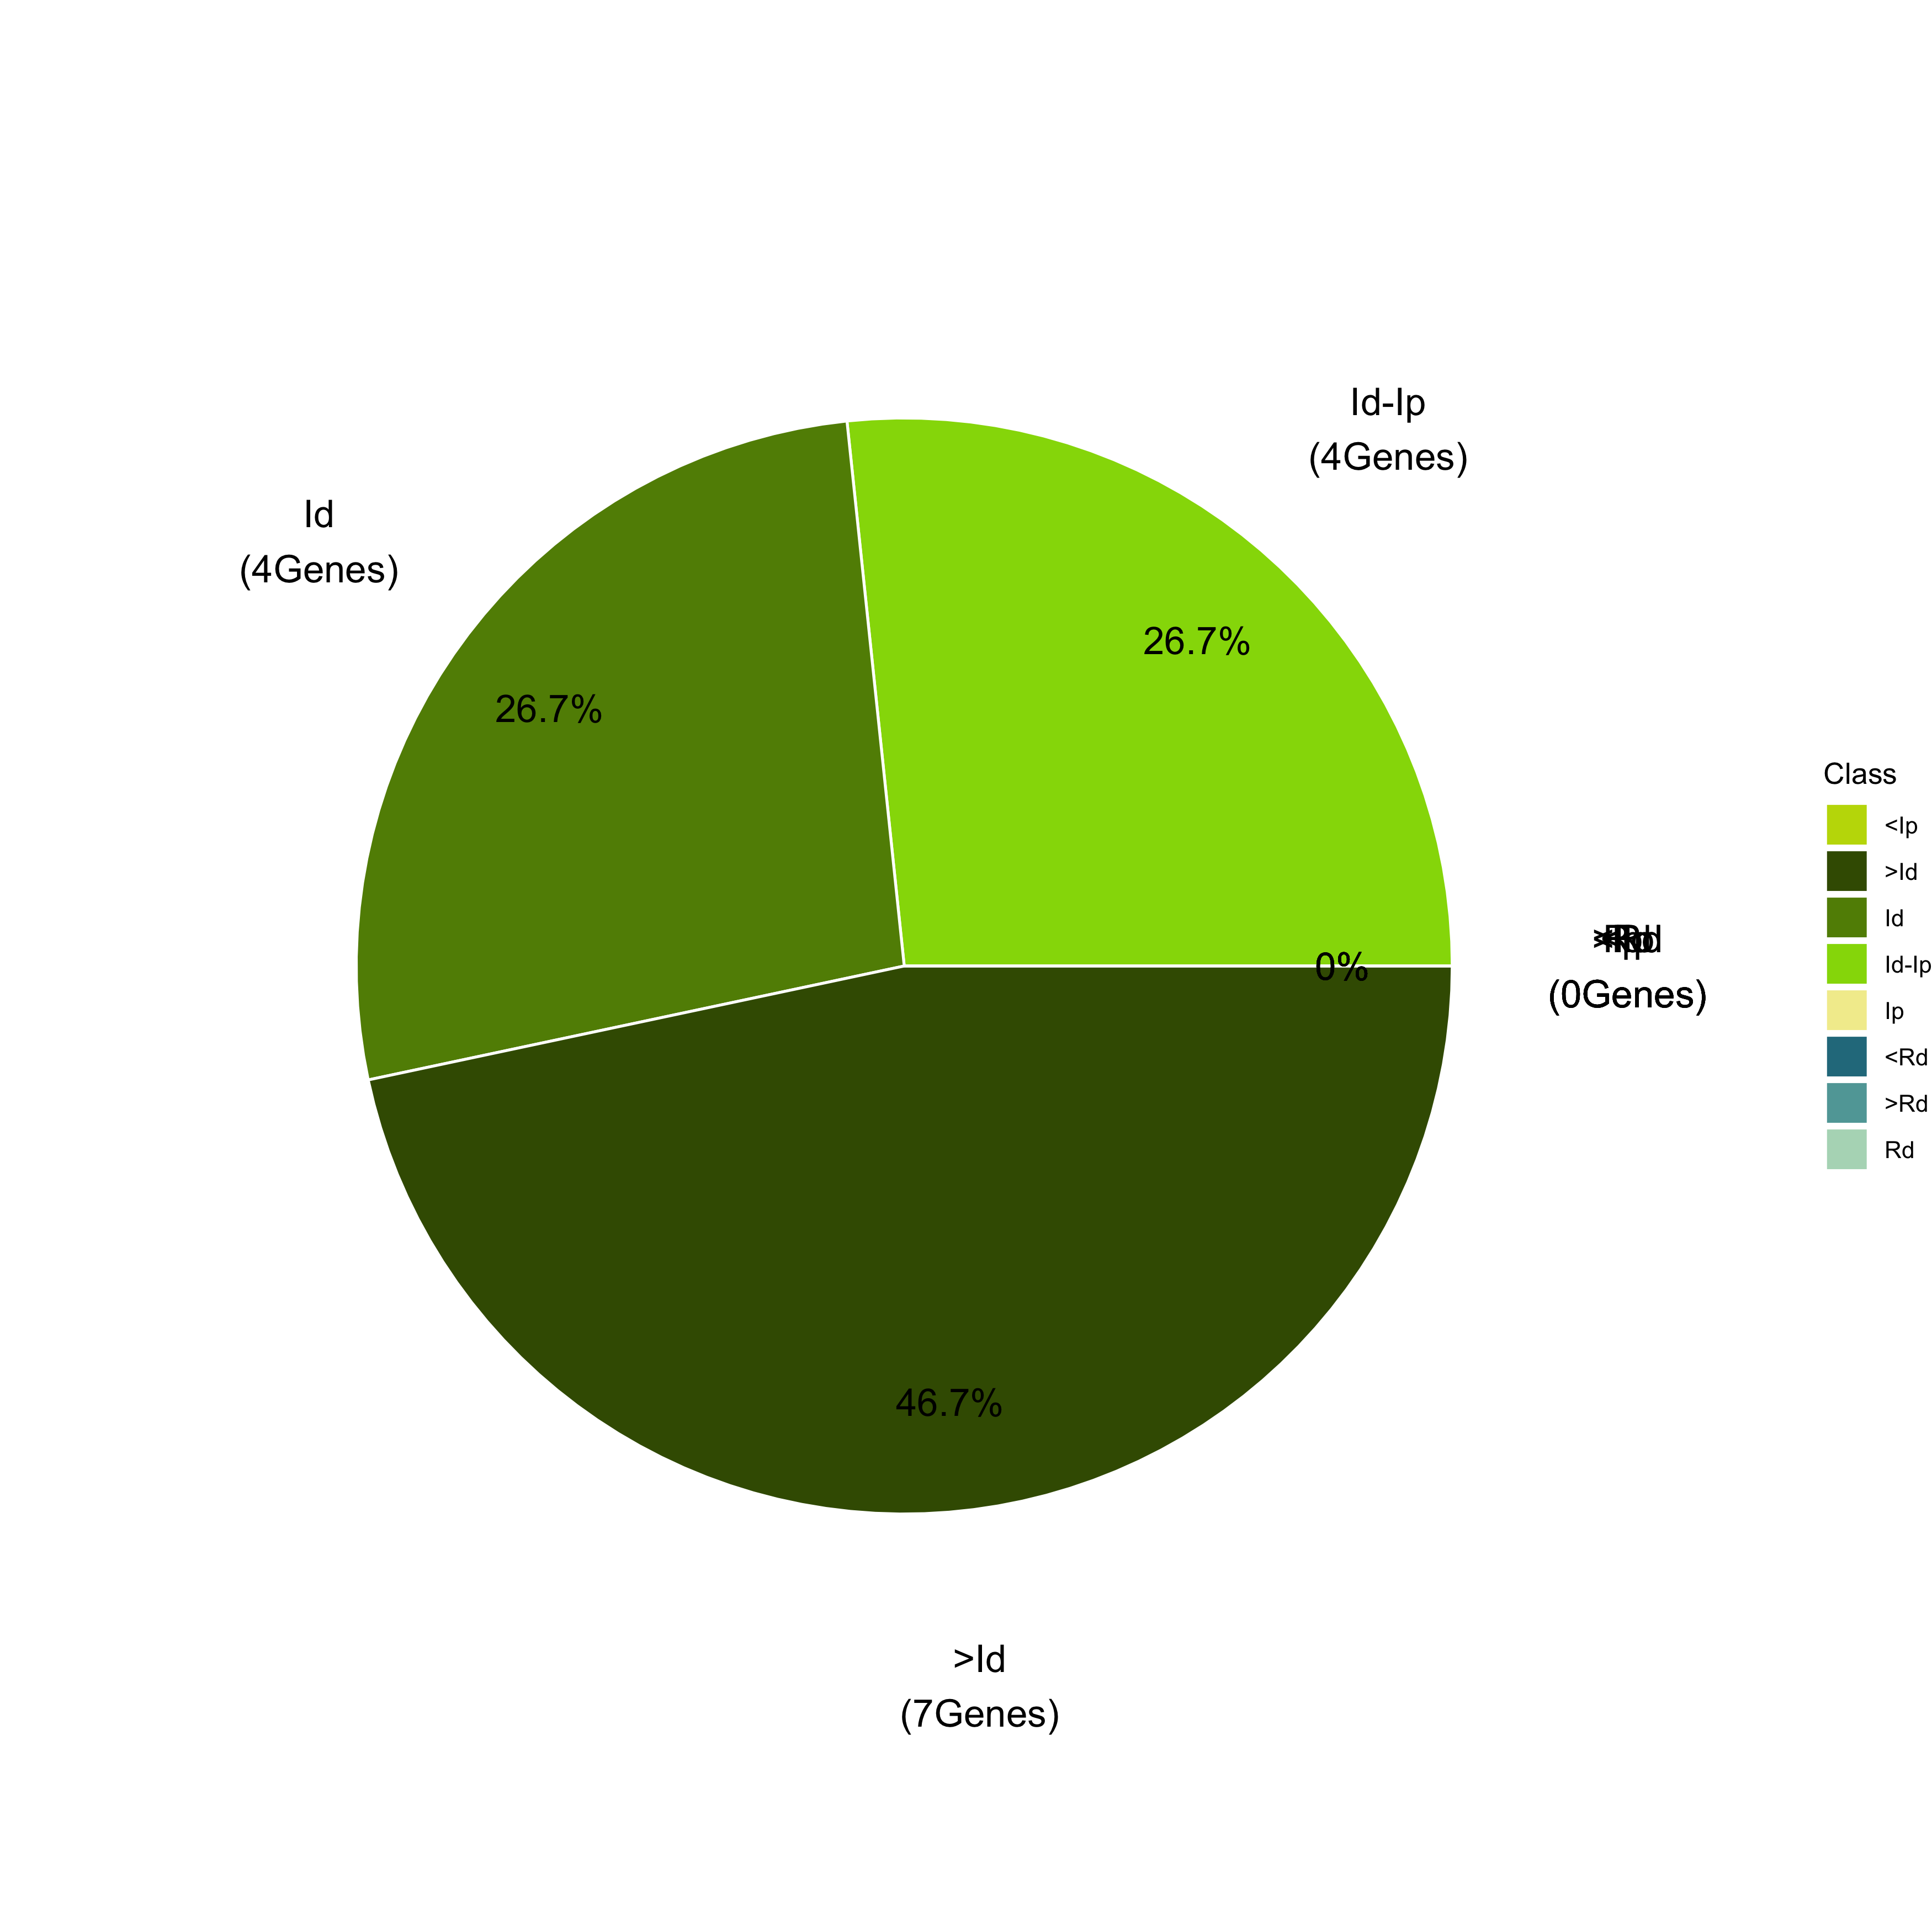 Id-Ip
(4Genes)
Id
(4Genes)
26.7%
26.7%
Class
<Ip
>Id
Id
Id-Ip
Ip
<Rd
>Rd
Rd
0%
(0Genes)
46.7%
>Id
(7Genes)